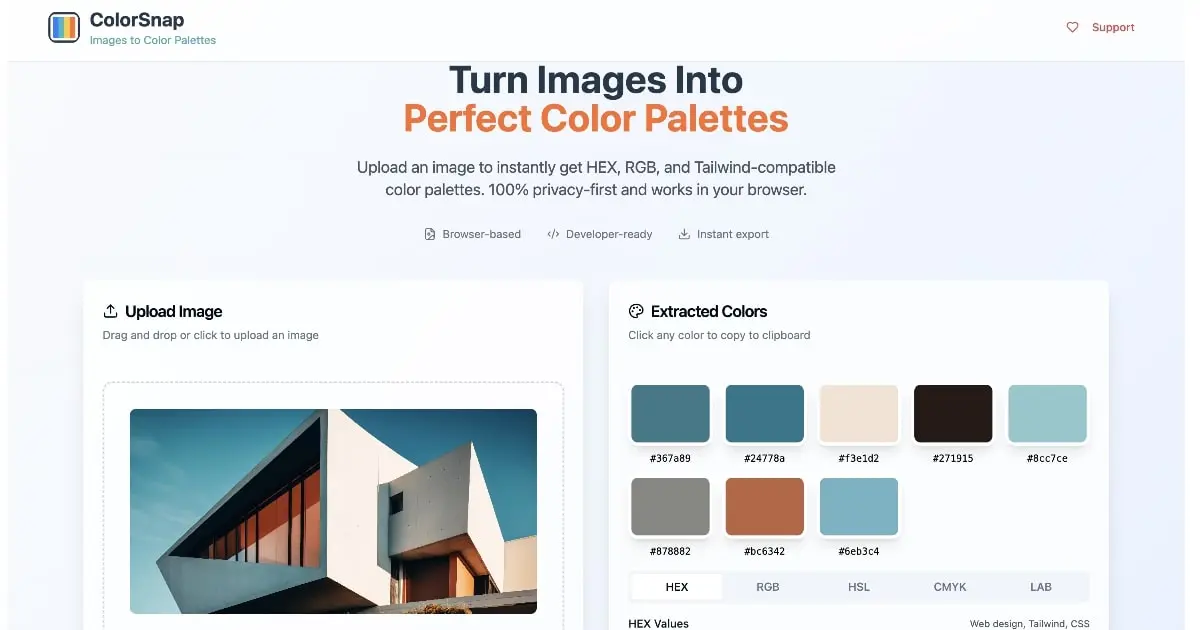 ColorSnap
Images to Color Palettes
Support
Turn Images Into
Perfect Color Palettes
Upload an image to instantly get HEX, RGB, and Tailwind-compatible
color palettes. 100% privacy-first and works in your browser.
Browser-based
Developer-ready
Instant export
Upload Image
Drag and drop or click to upload an image
Extracted Colors
Click any color to copy to clipboard
#367a89
#24778a
#f3e1d2
#271915
#8cc7ce
#878882
#bc6342
#6eb3c4
HEX
RGB
HSL
CMYK
LAB
HEX Values
Web design, Tailwind, CSS